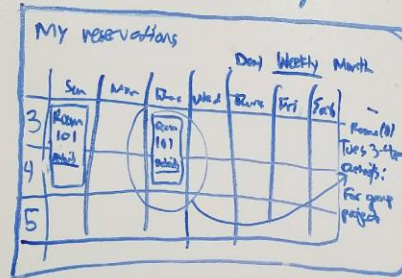 My reservations
Day Weekly Month
Sun Mon Tues Wed Thurs Fri Sat
3
Room
101
Details
Room
101
Details
4
5
Room 101
Tues 3-4pm
Details:
For group
project